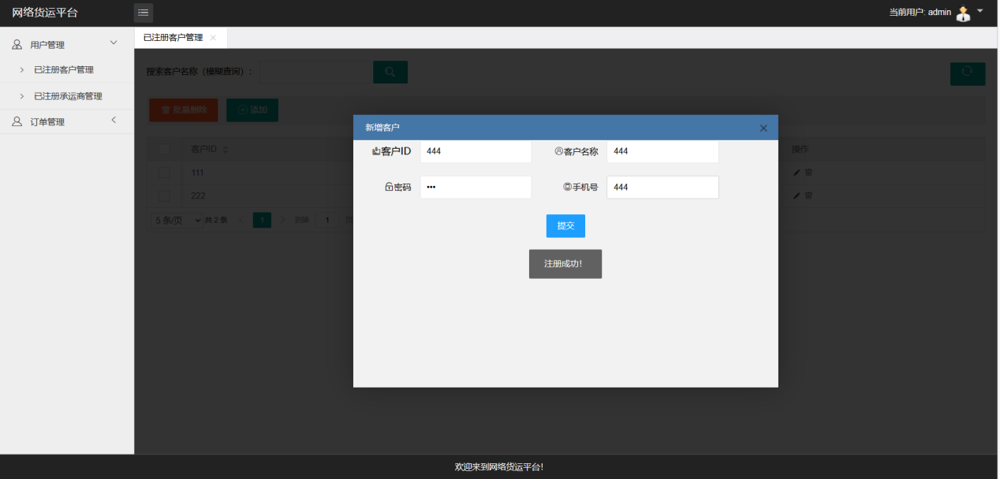 网络货运平台
当前用户: admin
用户管理
已注册客户管理
已注册承运商管理
订单管理
已注册客户管理
搜索客户名称（模糊查询）:
批量删除 添加
客户ID 操作
111
222
5 条/页 共 2 条 1 到第 1 页
新增客户
客户ID 444 客户名称 444
密码 ••• 手机号 444
提交
注册成功!
欢迎来到网络货运平台!